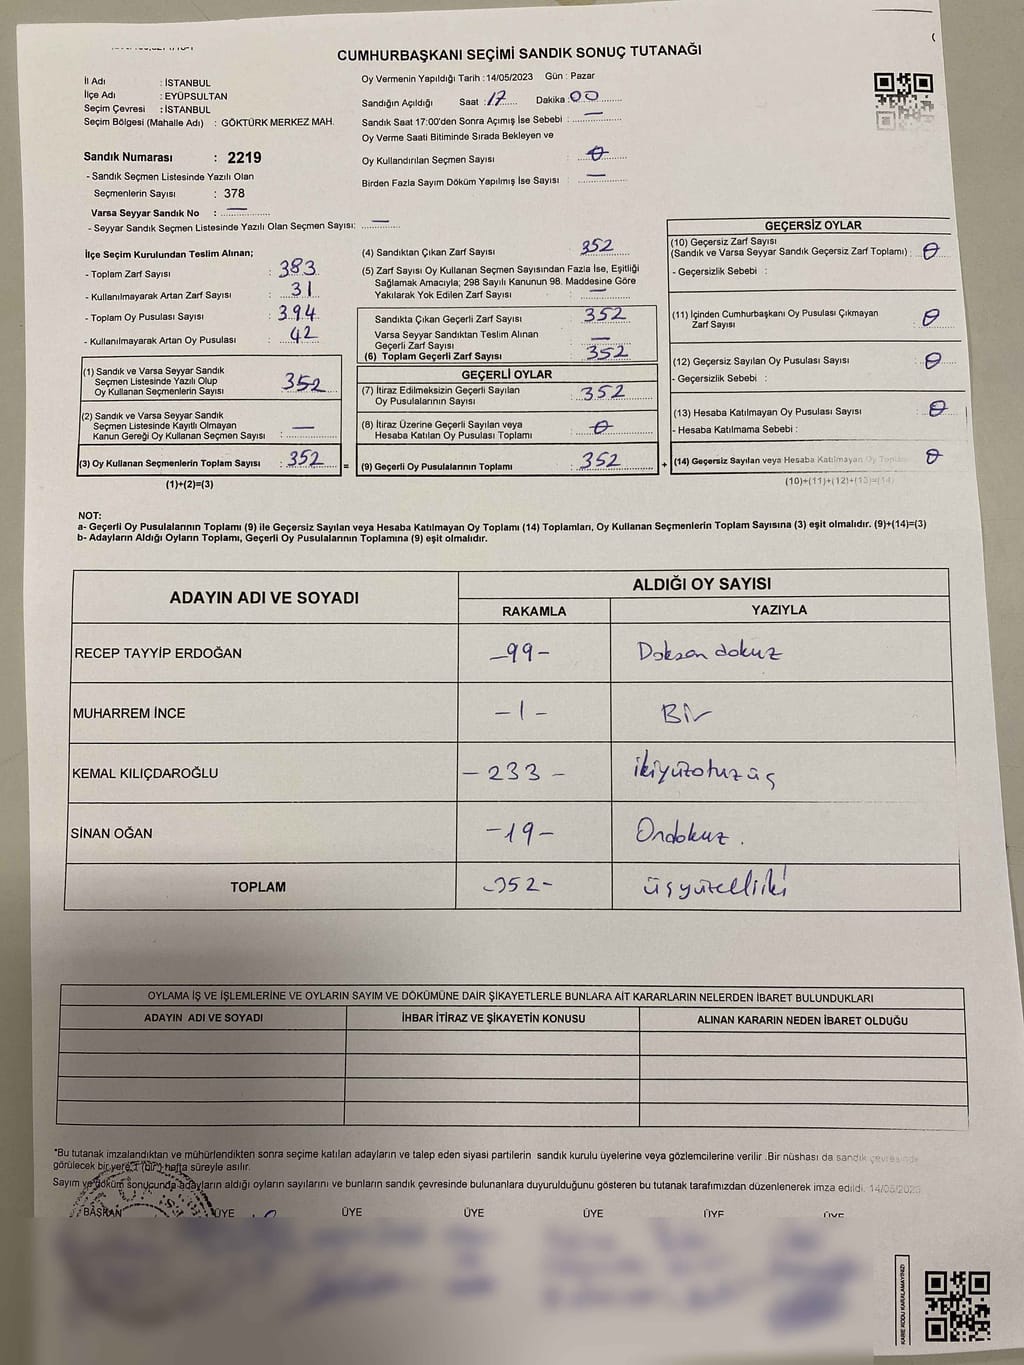 CUMHURBAŞKANI SEÇİMİ SANDIK SONUÇ TUTANAĞI
İl Adı : İSTANBUL
İlçe Adı : EYÜPSULTAN
Seçim Çevresi : İSTANBUL
Seçim Bölgesi (Mahalle Adı) : GÖKTÜRK MERKEZ MAH.
Oy Vermenin Yapıldığı Tarih : 14/05/2023 Gün : Pazar
Sandığın Açıldığı Saat : 17 Dakika : 00
Sandık Saat 17:00'den Sonra Açımış İse Sebebi : —
Oy Verme Saati Bitiminde Sırada Bekleyen ve
Oy Kullandırılan Seçmen Sayısı : 0
Birden Fazla Sayım Döküm Yapılmış İse Sayısı : —
Sandık Numarası : 2219
- Sandık Seçmen Listesinde Yazılı Olan
Seçmenlerin Sayısı : 378
Varsa Seyyar Sandık No : —
- Seyyar Sandık Seçmen Listesinde Yazılı Olan Seçmen Sayısı: —
İlçe Seçim Kurulundan Teslim Alınan;
- Toplam Zarf Sayısı : 383
- Kullanılmayarak Artan Zarf Sayısı : 31
- Toplam Oy Pusulası Sayısı : 394
- Kullanılmayarak Artan Oy Pusulası : 42
(1) Sandık ve Varsa Seyyar Sandık
Seçmen Listesinde Yazılı Olup
Oy Kullanan Seçmenlerin Sayısı : 352
(2) Sandık ve Varsa Seyyar Sandık
Seçmen Listesinde Kayıtlı Olmayan
Kanun Gereği Oy Kullanan Seçmen Sayısı : —
(3) Oy Kullanan Seçmenlerin Toplam Sayısı : 352 =
(1)+(2)=(3)
(4) Sandıktan Çıkan Zarf Sayısı : 352
(5) Zarf Sayısı Oy Kullanan Seçmen Sayısından Fazla İse, Eşitliği
Sağlamak Amacıyla; 298 Sayılı Kanunun 98. Maddesine Göre
Yakılarak Yok Edilen Zarf Sayısı : —
Sandıkta Çıkan Geçerli Zarf Sayısı : 352
Varsa Seyyar Sandıktan Teslim Alınan
Geçerli Zarf Sayısı : —
(6) Toplam Geçerli Zarf Sayısı : 352
GEÇERLİ OYLAR
(7) İtiraz Edilmeksizin Geçerli Sayılan
Oy Pusulalarının Sayısı : 352
(8) İtiraz Üzerine Geçerli Sayılan veya
Hesaba Katılan Oy Pusulaları Toplamı : 0
(9) Geçerli Oy Pusulalarının Toplamı : 352 +
GEÇERSİZ OYLAR
(10) Geçersiz Zarf Sayısı
(Sandık ve Varsa Seyyar Sandık Geçersiz Zarf Toplamı) : 0
- Geçersizlik Sebebi :
(11) İçinden Cumhurbaşkanı Oy Pusulası Çıkmayan
Zarf Sayısı : 0
(12) Geçersiz Sayılan Oy Pusulası Sayısı : 0
- Geçersizlik Sebebi :
(13) Hesaba Katılmayan Oy Pusulası Sayısı : 0
- Hesaba Katılmama Sebebi :
(14) Geçersiz Sayılan veya Hesaba Katılmayan Oy Toplamı 0
(10)+(11)+(12)+(13)=(14)
NOT:
a- Geçerli Oy Pusulalarının Toplamı (9) ile Geçersiz Sayılan veya Hesaba Katılmayan Oy Toplamı (14) Toplamları, Oy Kullanan Seçmenlerin Toplam Sayısına (3) eşit olmalıdır. (9)+(14)=(3)
b- Adayların Aldığı Oyların Toplamı, Geçerli Oy Pusulalarının Toplamına (9) eşit olmalıdır.
ADAYIN ADI VE SOYADI ALDIĞI OY SAYISI
RAKAMLA YAZIYLA
RECEP TAYYİP ERDOĞAN -99- Doksan dokuz
MUHARREM İNCE -1- Bir
KEMAL KILIÇDAROĞLU -233- ikiyüzotuzüç
SİNAN OĞAN -19- Ondokuz.
TOPLAM -352- üçyüzelliiki
OYLAMA İŞ VE İŞLEMLERİNE VE OYLARIN SAYIM VE DÖKÜMÜNE DAİR ŞİKAYETLERLE BUNLARA AİT KARARLARIN NELERDEN İBARET BULUNDUKLARI
ADAYIN ADI VE SOYADI İHBAR İTİRAZ VE ŞİKAYETİN KONUSU ALINAN KARARIN NEDEN İBARET OLDUĞU
*Bu tutanak imzalandıktan ve mühürlendikten sonra seçime katılan adayların ve talep eden siyasi partilerin sandık kurulu üyelerine veya gözlemcilerine verilir .Bir nüshası da sandık çevresinde
görülecek bir yere 1 (bir) hafta süreyle asılır.
Sayım ve döküm sonucunda adayların aldığı oyların sayılarını ve bunların sandık çevresinde bulunanlara duyurulduğunu gösteren bu tutanak tarafımızdan düzenlenerek imza edildi. 14/05/2023
BAŞKAN ÜYE ÜYE ÜYE ÜYE ÜYE ÜYE
KARE KODU KARALAMAYINIZ!